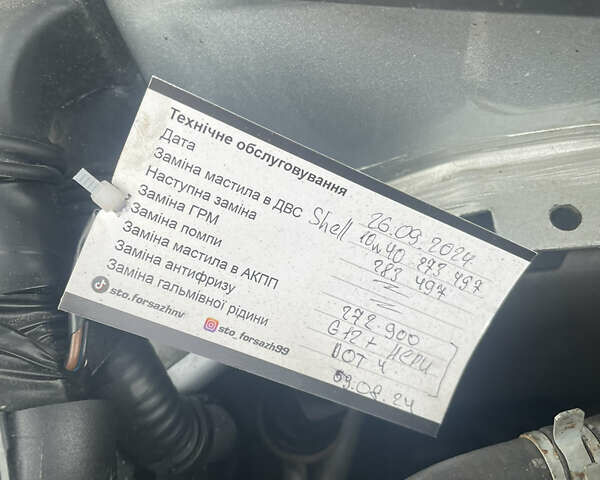 Технічне обслуговування
Дата 26.09.2024
Заміна мастила в ДВС Shell 10w40 273 497
Наступна заміна 283 497
Заміна ГРМ
Заміна помпи
Заміна мастила в АКПП 272.900
Заміна антифризу G12+
Заміна гальмівної рідини DOT 4
09.08.24
sto.forsazhnv sto_forsazh99